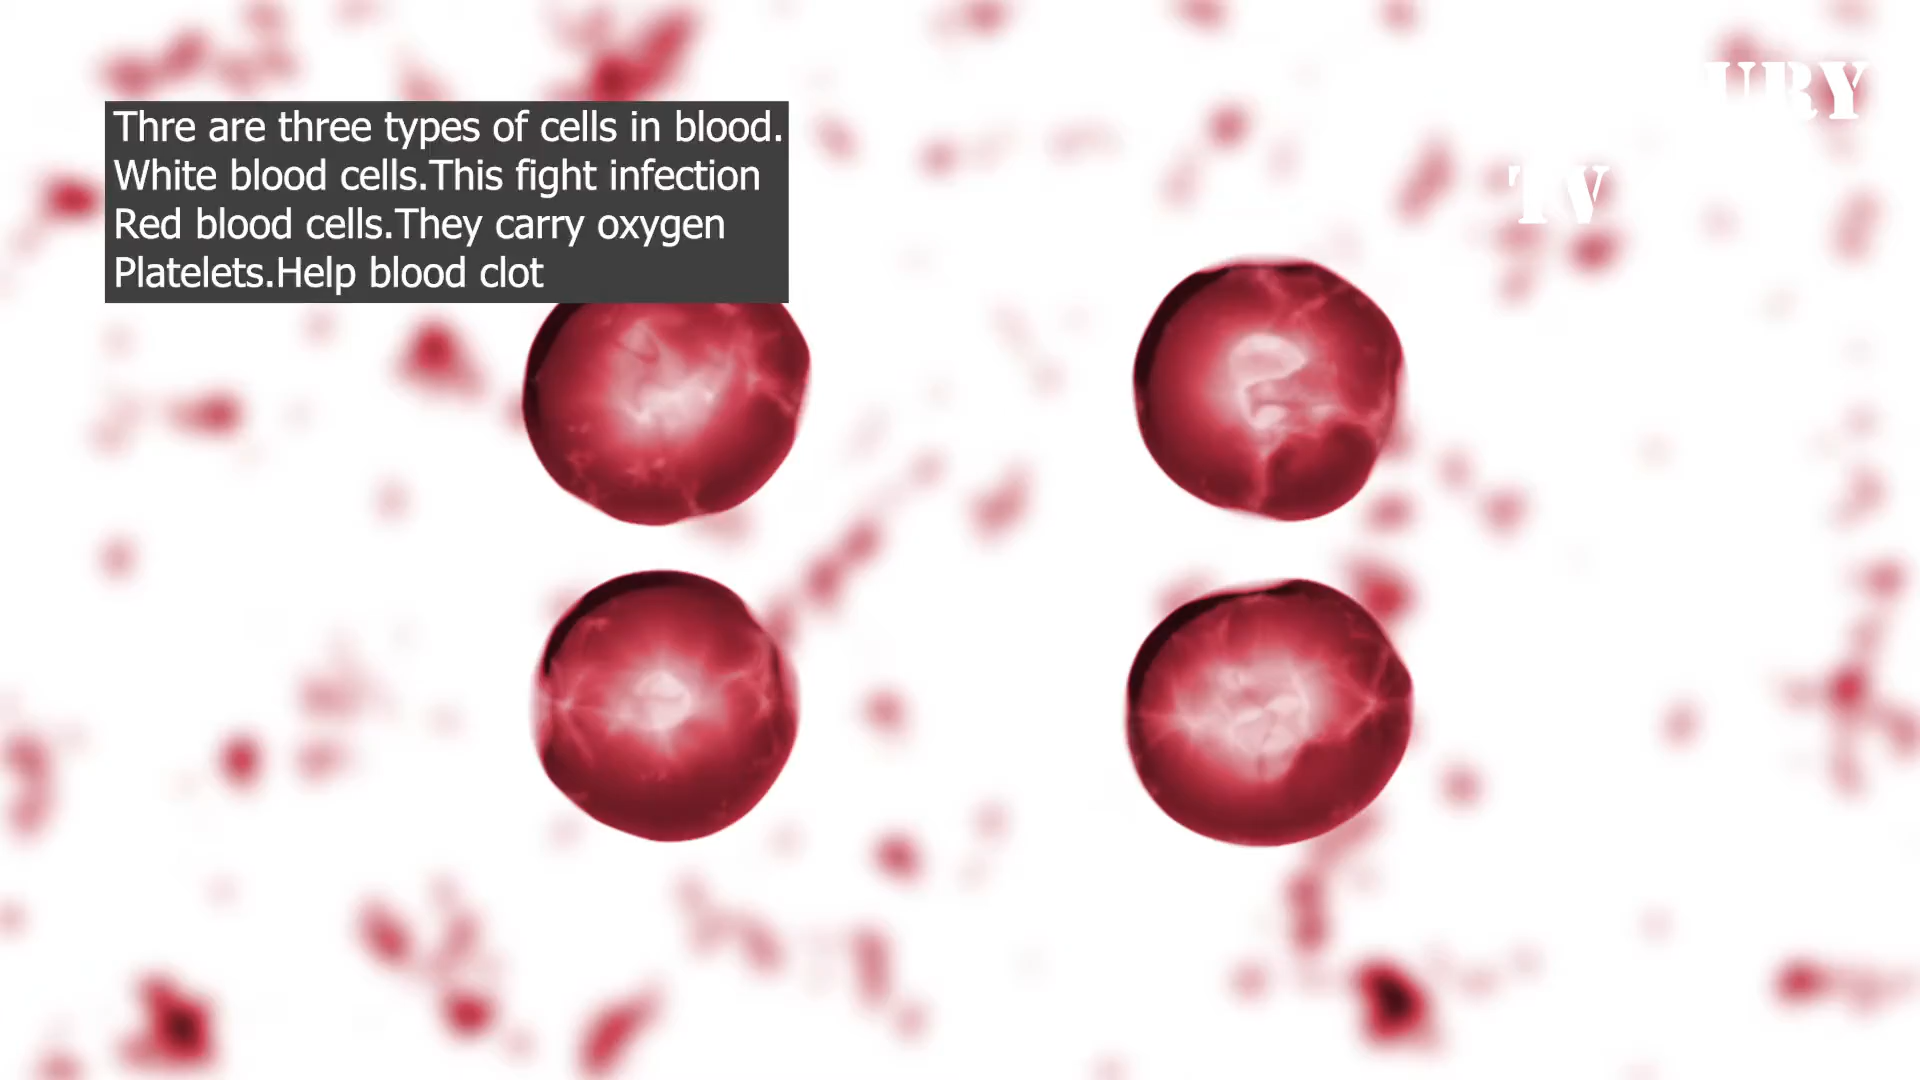 Thre are three types of cells in blood.
White blood cells.This fight infection
Red blood cells.They carry oxygen
Platelets.Help blood clot
TV